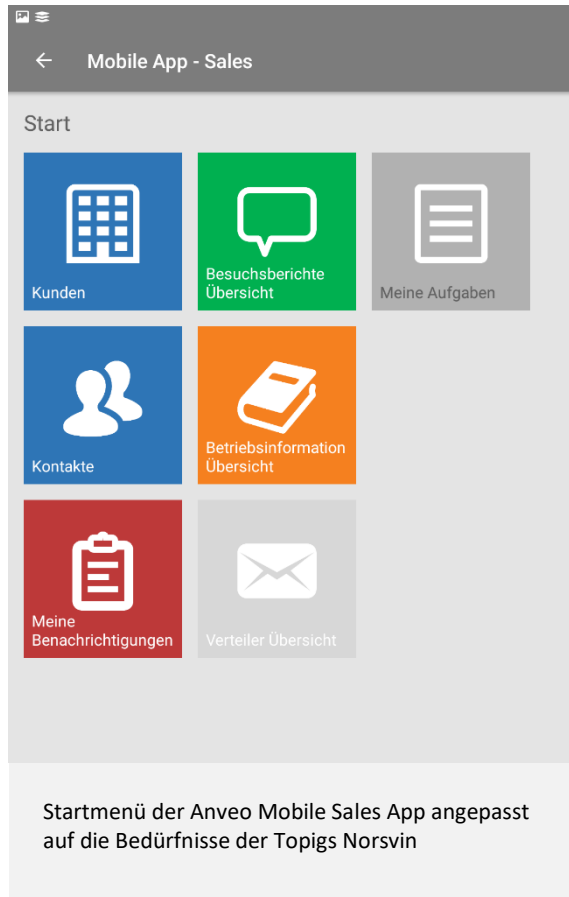 Mobile App - Sales
Start
Kunden
Besuchsberichte
Übersicht
Meine Aufgaben
Kontakte
Betriebsinformation
Übersicht
Meine
Benachrichtigungen
Verteiler Übersicht
Startmenü der Anveo Mobile Sales App angepasst
auf die Bedürfnisse der Topigs Norsvin